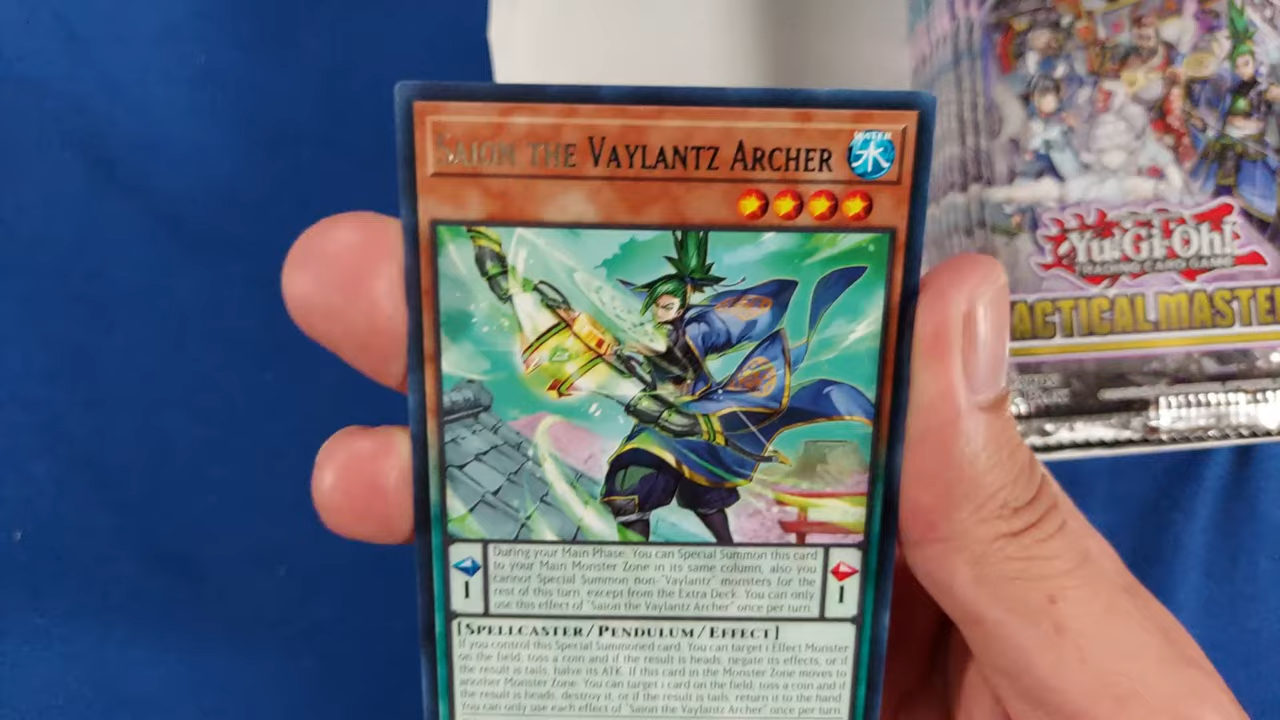 SAION THE VAYLANTZ ARCHER
WATER
水
Yu-Gi-Oh!
TRADING CARD GAME
ACTICAL MASTER
1
During your Main Phase: You can Special Summon this card
to your Main Monster Zone in its same column, also you
cannot Special Summon non-"Vaylantz" monsters for the
rest of this turn, except from the Extra Deck. You can only
use this effect of "Saion the Vaylantz Archer" once per turn.
1
[SPELLCASTER/PENDULUM/EFFECT]
If you control this Special Summoned card: You can target 1 Effect Monster
on the field; toss a coin and if the result is heads, negate its effects, or if
the result is tails, halve its ATK. If this card in the Monster Zone moves to
another Monster Zone: You can target 1 card on the field; toss a coin and if
the result is heads, destroy it, or if the result is tails, return it to the hand.
You can only use each effect of "Saion the Vaylantz Archer" once per turn.